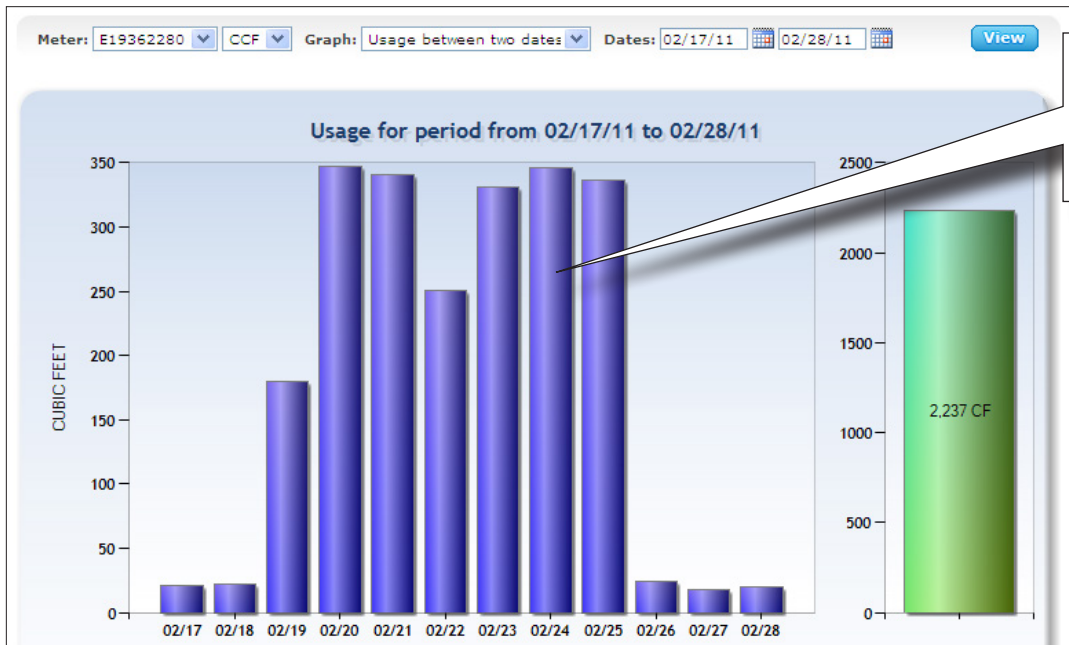 Meter: E19362280 CCF Graph: Usage between two dates Dates: 02/17/11 02/28/11 View
Usage for period from 02/17/11 to 02/28/11
CUBIC FEET
350
300
250
200
150
100
50
0
02/17 02/18 02/19 02/20 02/21 02/22 02/23 02/24 02/25 02/26 02/27 02/28
2500
2000
1500
1000
500
0
2,237 CF